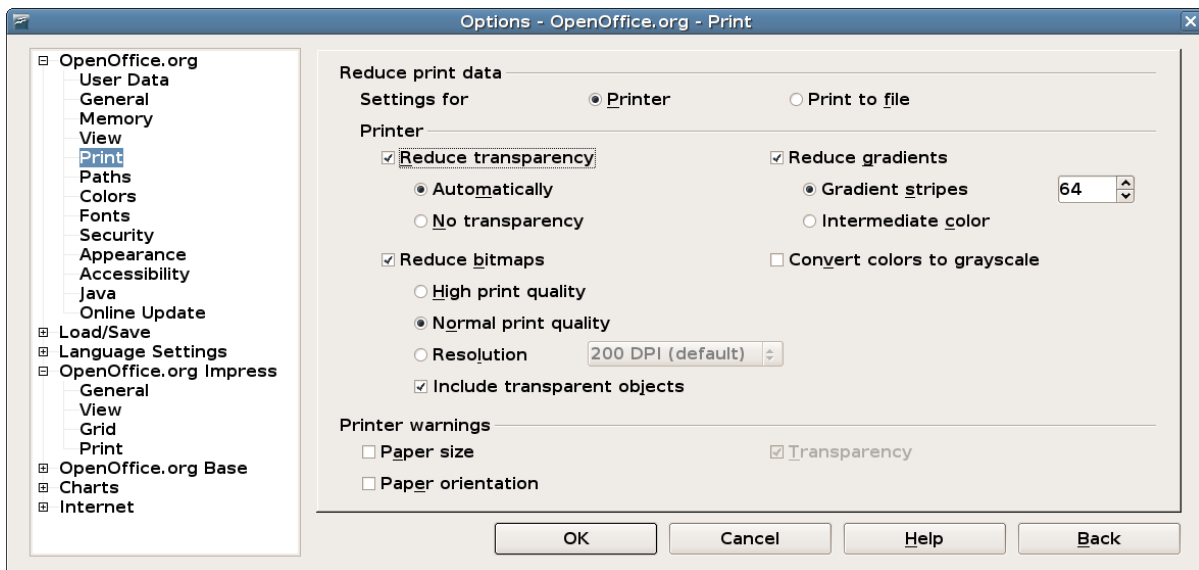 Options - OpenOffice.org - Print
OpenOffice.org
User Data
General
Memory
View
Print
Paths
Colors
Fonts
Security
Appearance
Accessibility
Java
Online Update
Load/Save
Language Settings
OpenOffice.org Impress
General
View
Grid
Print
OpenOffice.org Base
Charts
Internet
Reduce print data
Settings for Printer Print to file
Printer
Reduce transparency Reduce gradients
Automatically Gradient stripes 64
No transparency Intermediate color
Reduce bitmaps Convert colors to grayscale
High print quality
Normal print quality
Resolution 200 DPI (default)
Include transparent objects
Printer warnings
Paper size Transparency
Paper orientation
OK Cancel Help Back